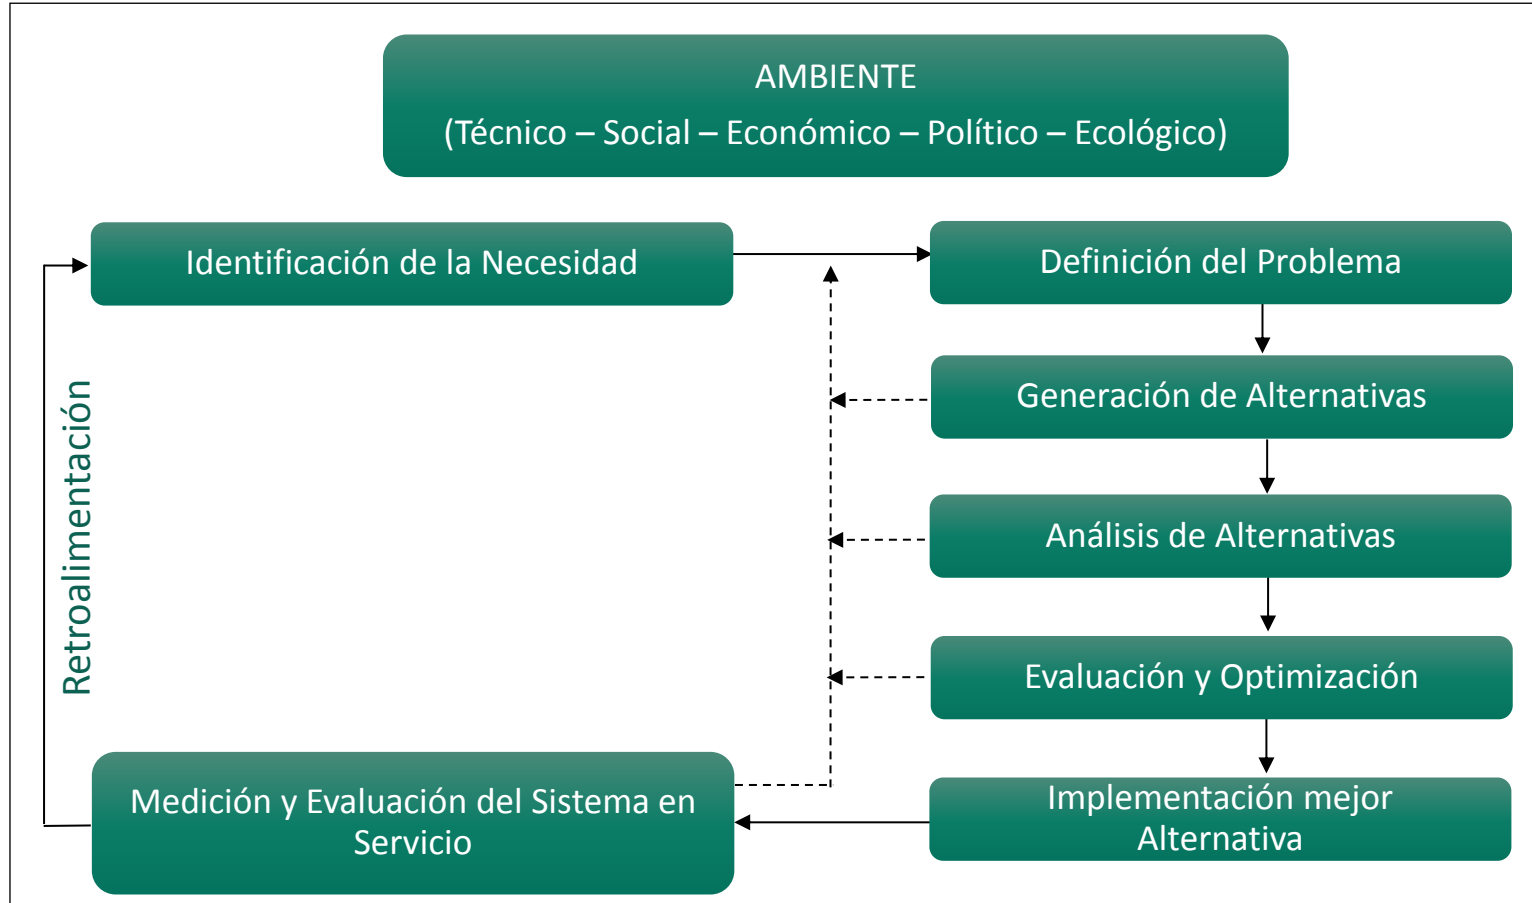 AMBIENTE
(Técnico – Social – Económico – Político – Ecológico)
Identificación de la Necesidad
Definición del Problema
Generación de Alternativas
Análisis de Alternativas
Evaluación y Optimización
Implementación mejor
Alternativa
Medición y Evaluación del Sistema en
Servicio
Retroalimentación